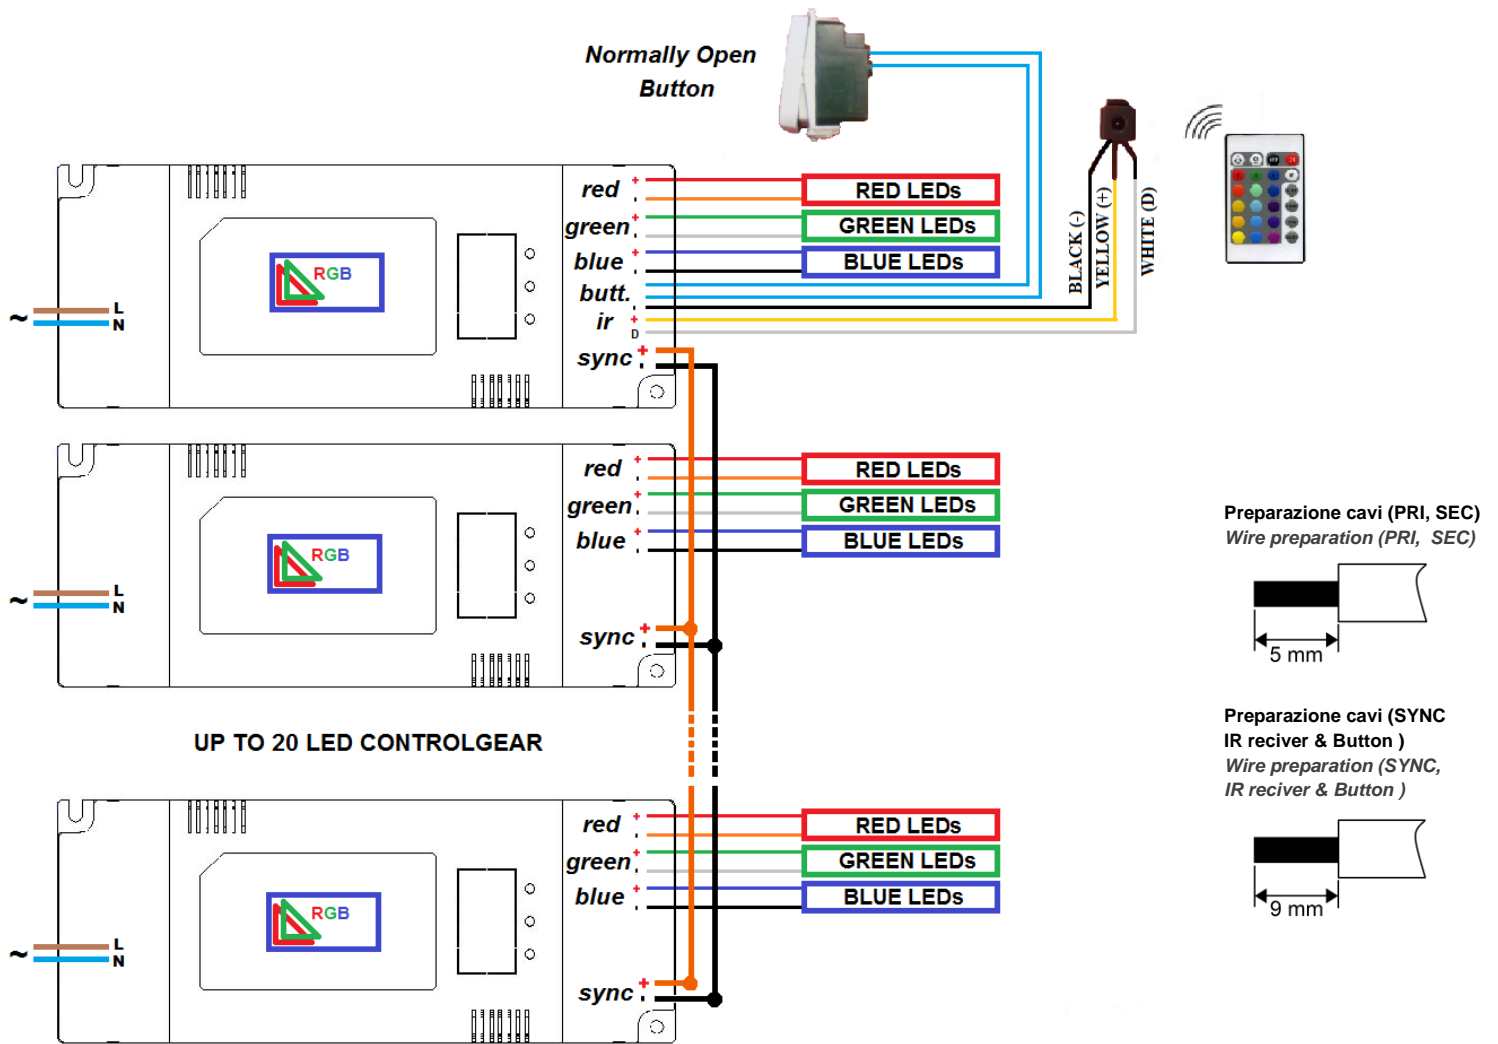 Normally Open
Button
BLACK (-)
YELLOW (+)
WHITE (D)
red + - RED LEDs
green + - GREEN LEDs
blue + - BLUE LEDs
butt.
-
ir +
D
sync + -
RGB
~ L
N
red + - RED LEDs
green + - GREEN LEDs
blue + - BLUE LEDs
RGB
~ L
N
sync + -
UP TO 20 LED CONTROLGEAR
red + - RED LEDs
green + - GREEN LEDs
blue + - BLUE LEDs
RGB
~ L
N
sync + -
Preparazione cavi (PRI, SEC)
Wire preparation (PRI, SEC)
5 mm
Preparazione cavi (SYNC
IR reciver & Button )
Wire preparation (SYNC,
IR reciver & Button )
9 mm